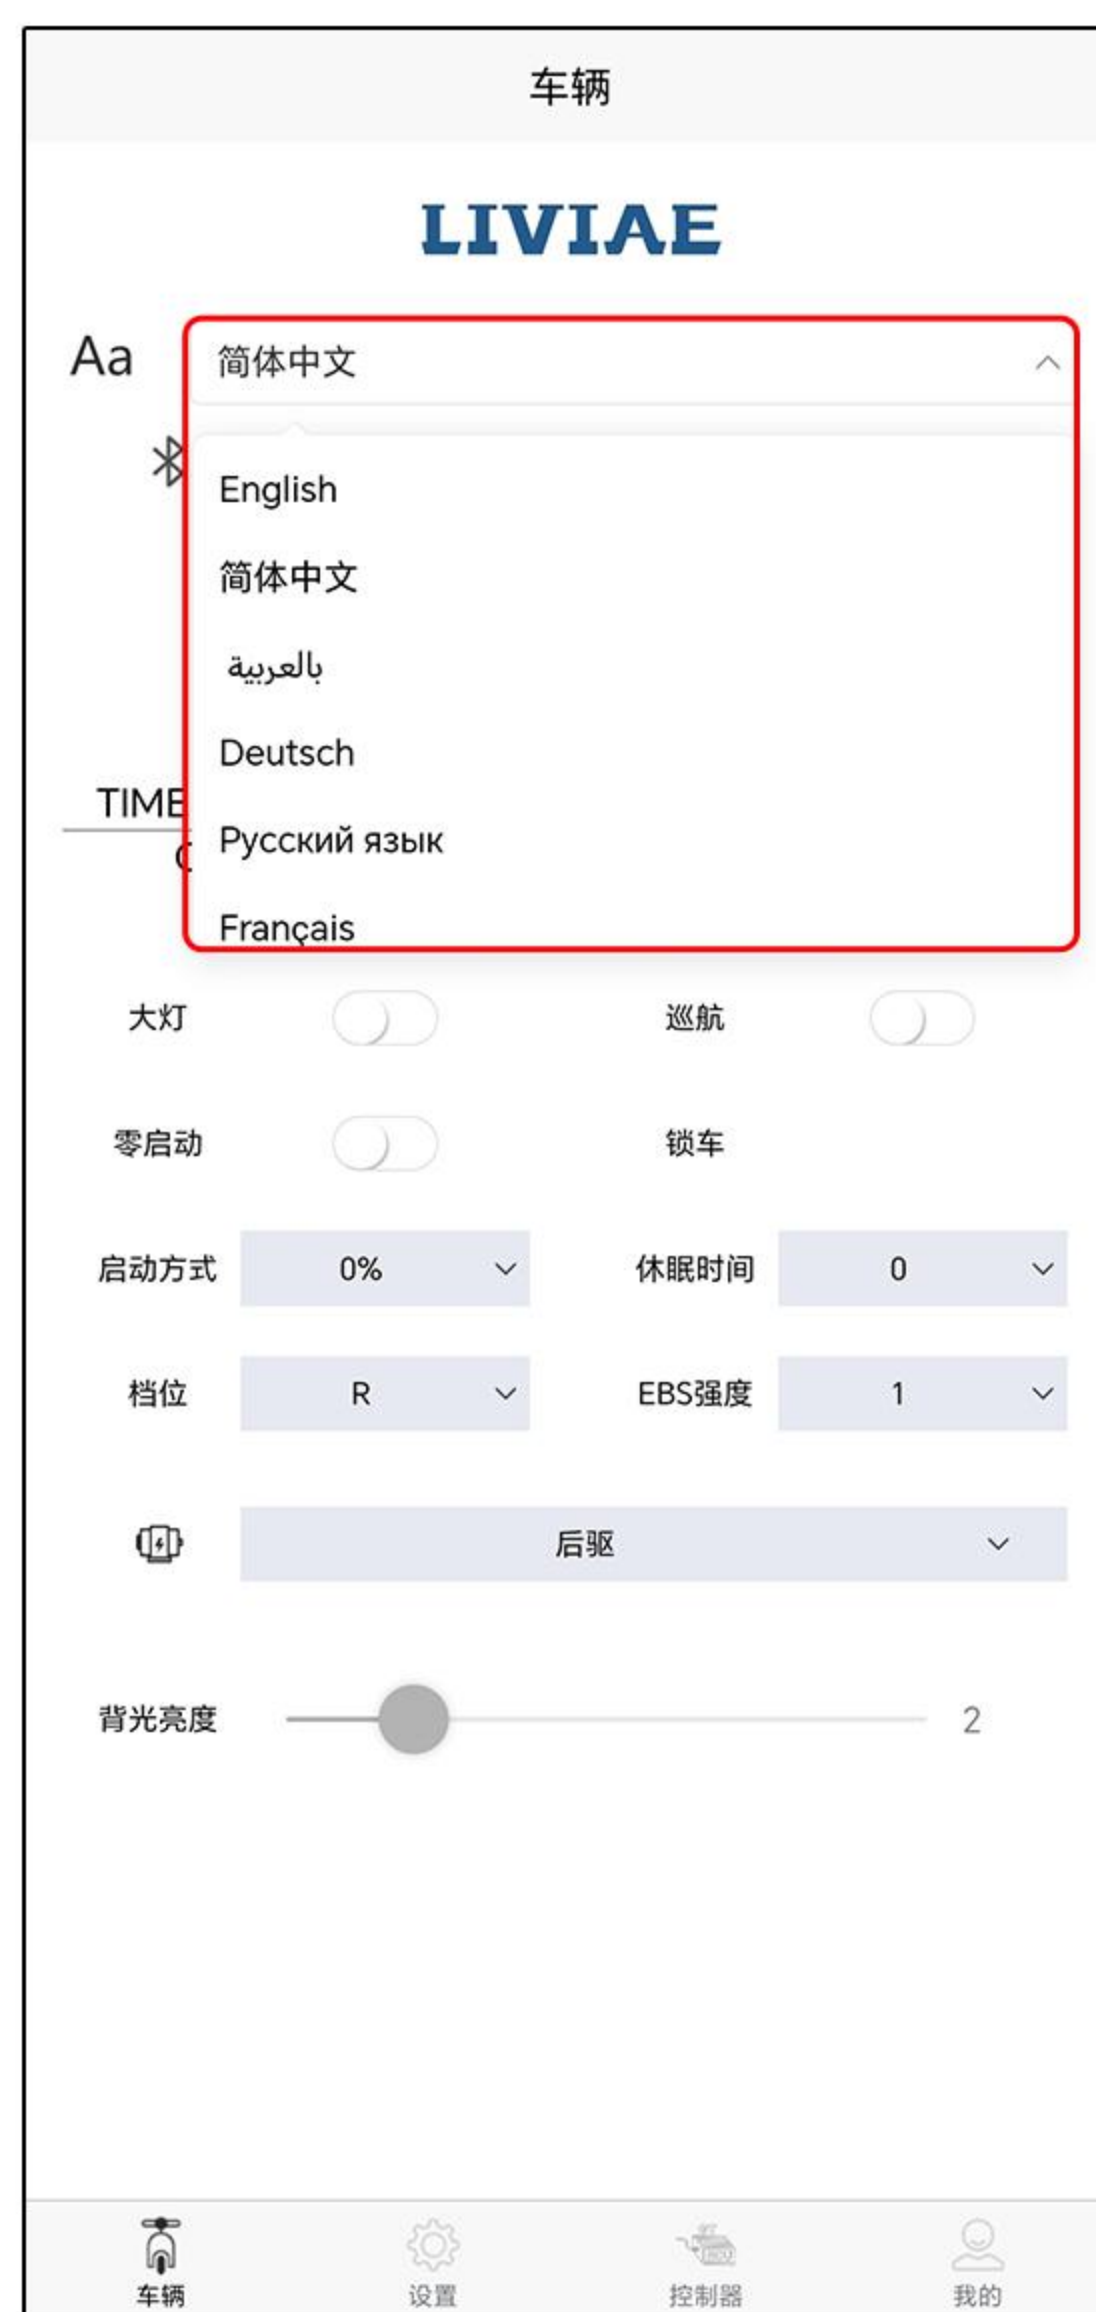 车辆
LIVIAE
Aa 简体中文
English
简体中文
بالعربية
Deutsch
TIME
Русский язык
Français
大灯 巡航
零启动 锁车
启动方式 0% 休眠时间 0
档位 R EBS强度 1
后驱
背光亮度 2
车辆 设置 控制器 我的